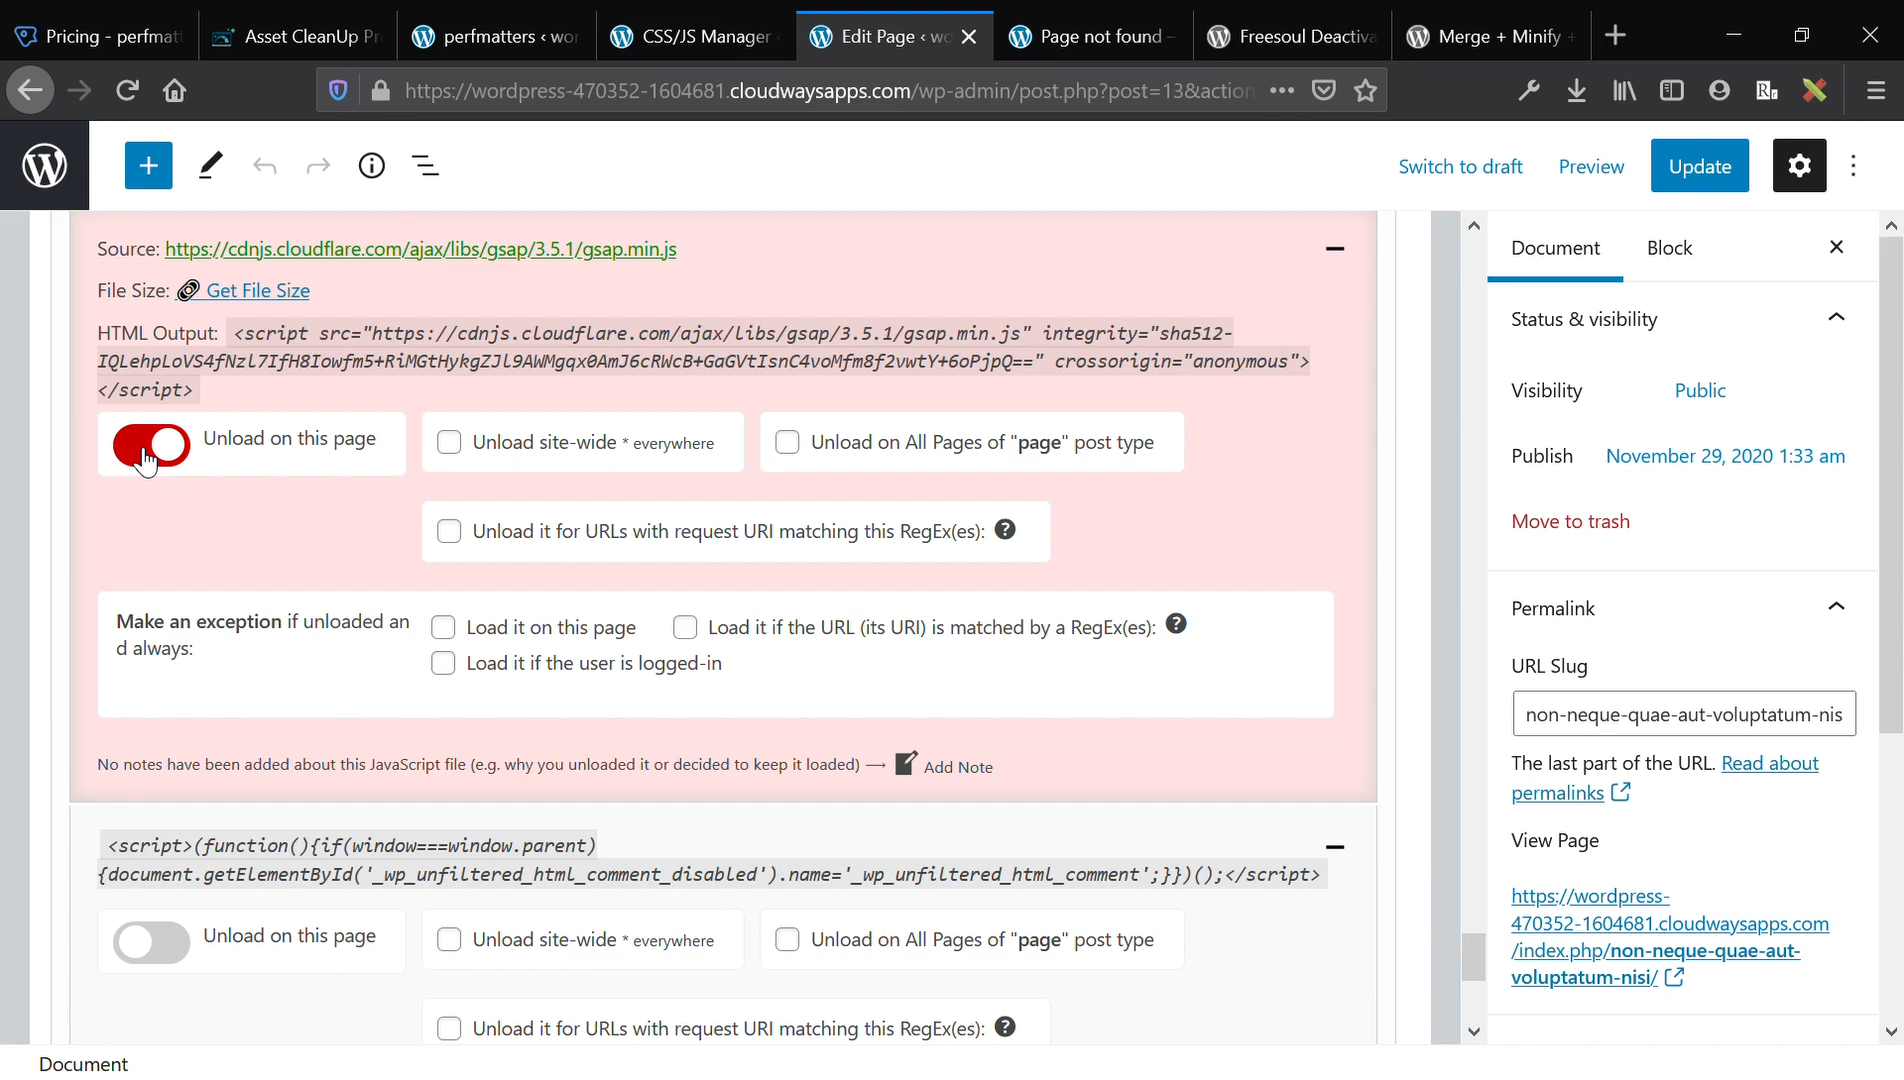 Pricing - perfmat
Asset CleanUp Pr
perfmatters ‹ wor
CSS/JS Manager ‹
Edit Page ‹ wo
Page not found –
Freesoul Deactiva
Merge + Minify +
https://wordpress-470352-1604681.cloudwaysapps.com/wp-admin/post.php?post=13&action
Switch to draft
Preview
Update
Source: https://cdnjs.cloudflare.com/ajax/libs/gsap/3.5.1/gsap.min.js
File Size: Get File Size
HTML Output: <script src="https://cdnjs.cloudflare.com/ajax/libs/gsap/3.5.1/gsap.min.js" integrity="sha512-
IQLehpLoVS4fNzl7IfH8Iowfm5+RiMGtHykgZJl9AWMgqx0AmJ6cRWcB+GaGVtIsnC4voMfm8f2vwtY+6oPjpQ==" crossorigin="anonymous">
</script>
Unload on this page
Unload site-wide * everywhere
Unload on All Pages of "page" post type
Unload it for URLs with request URI matching this RegEx(es): ?
Make an exception if unloaded an
d always:
Load it on this page
Load it if the URL (its URI) is matched by a RegEx(es): ?
Load it if the user is logged-in
No notes have been added about this JavaScript file (e.g. why you unloaded it or decided to keep it loaded) → Add Note
<script>(function(){if(window===window.parent)
{document.getElementById('_wp_unfiltered_html_comment_disabled').name='_wp_unfiltered_html_comment';}})();</script>
Unload on this page
Unload site-wide * everywhere
Unload on All Pages of "page" post type
Unload it for URLs with request URI matching this RegEx(es): ?
Document
Block
Status & visibility
Visibility
Public
Publish
November 29, 2020 1:33 am
Move to trash
Permalink
URL Slug
non-neque-quae-aut-voluptatum-nis
The last part of the URL. Read about
permalinks
View Page
https://wordpress-
470352-1604681.cloudwaysapps.com
/index.php/non-neque-quae-aut-
voluptatum-nisi/
Document